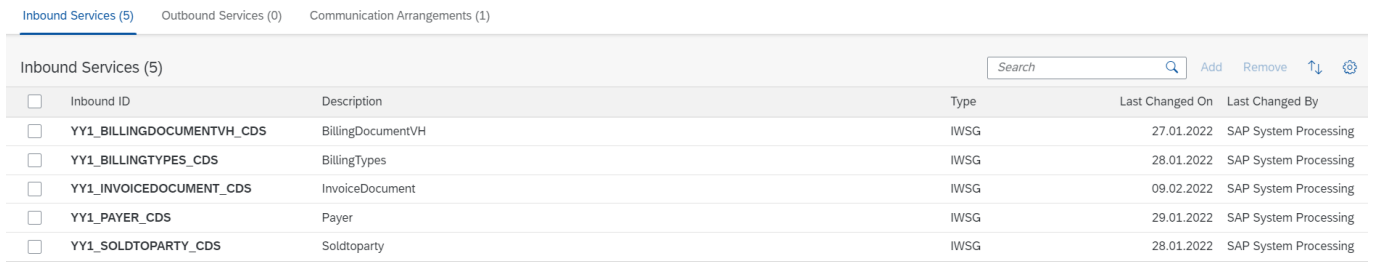 Inbound Services (5) Outbound Services (0) Communication Arrangements (1)
Inbound Services (5) Search Add Remove
Inbound ID Description Type Last Changed On Last Changed By
YY1_BILLINGDOCUMENTVH_CDS BillingDocumentVH IWSG 27.01.2022 SAP System Processing
YY1_BILLINGTYPES_CDS BillingTypes IWSG 28.01.2022 SAP System Processing
YY1_INVOICEDOCUMENT_CDS InvoiceDocument IWSG 09.02.2022 SAP System Processing
YY1_PAYER_CDS Payer IWSG 29.01.2022 SAP System Processing
YY1_SOLDTOPARTY_CDS Soldtoparty IWSG 28.01.2022 SAP System Processing